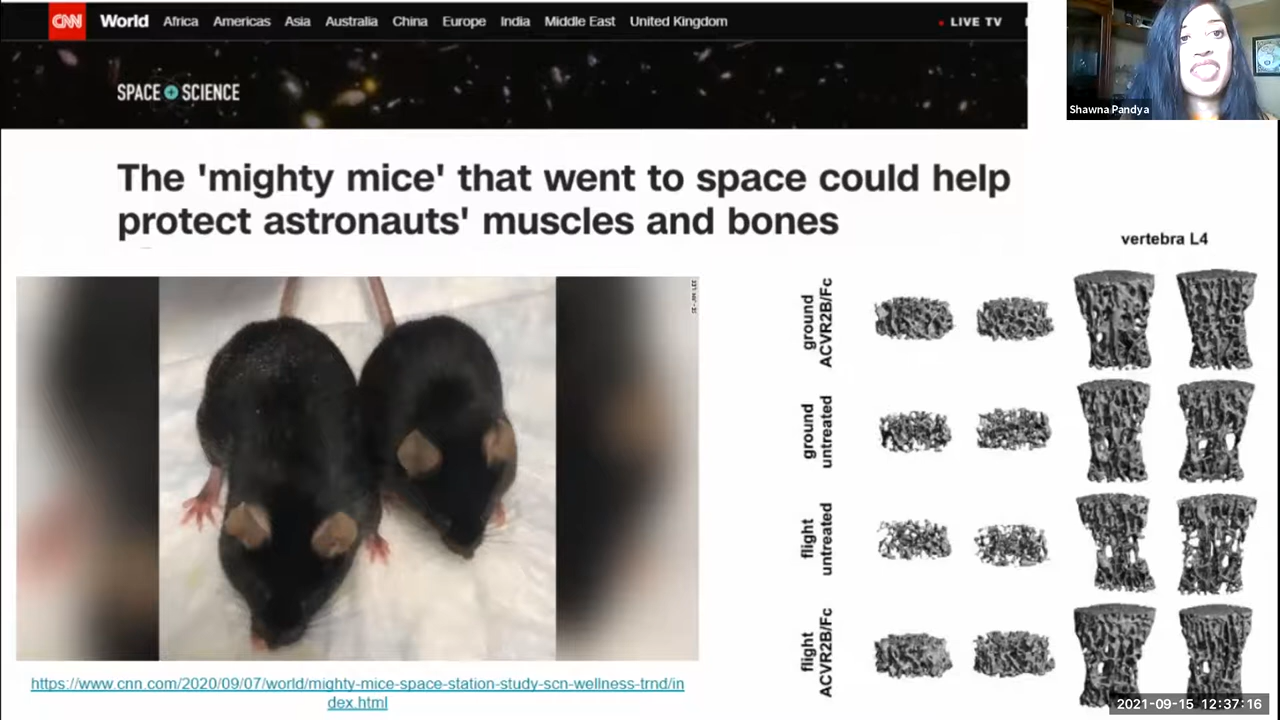 CNN World Africa Americas Asia Australia China Europe India Middle East United Kingdom LIVE TV
Shawna Pandya
SPACE + SCIENCE
The 'mighty mice' that went to space could help
protect astronauts' muscles and bones
vertebra L4
ground
ACVR2B/Fc
ground
untreated
flight
untreated
flight
ACVR2B/Fc
https://www.cnn.com/2020/09/07/world/mighty-mice-space-station-study-scn-wellness-trnd/in
dex.html
2021-09-15 12:37:16